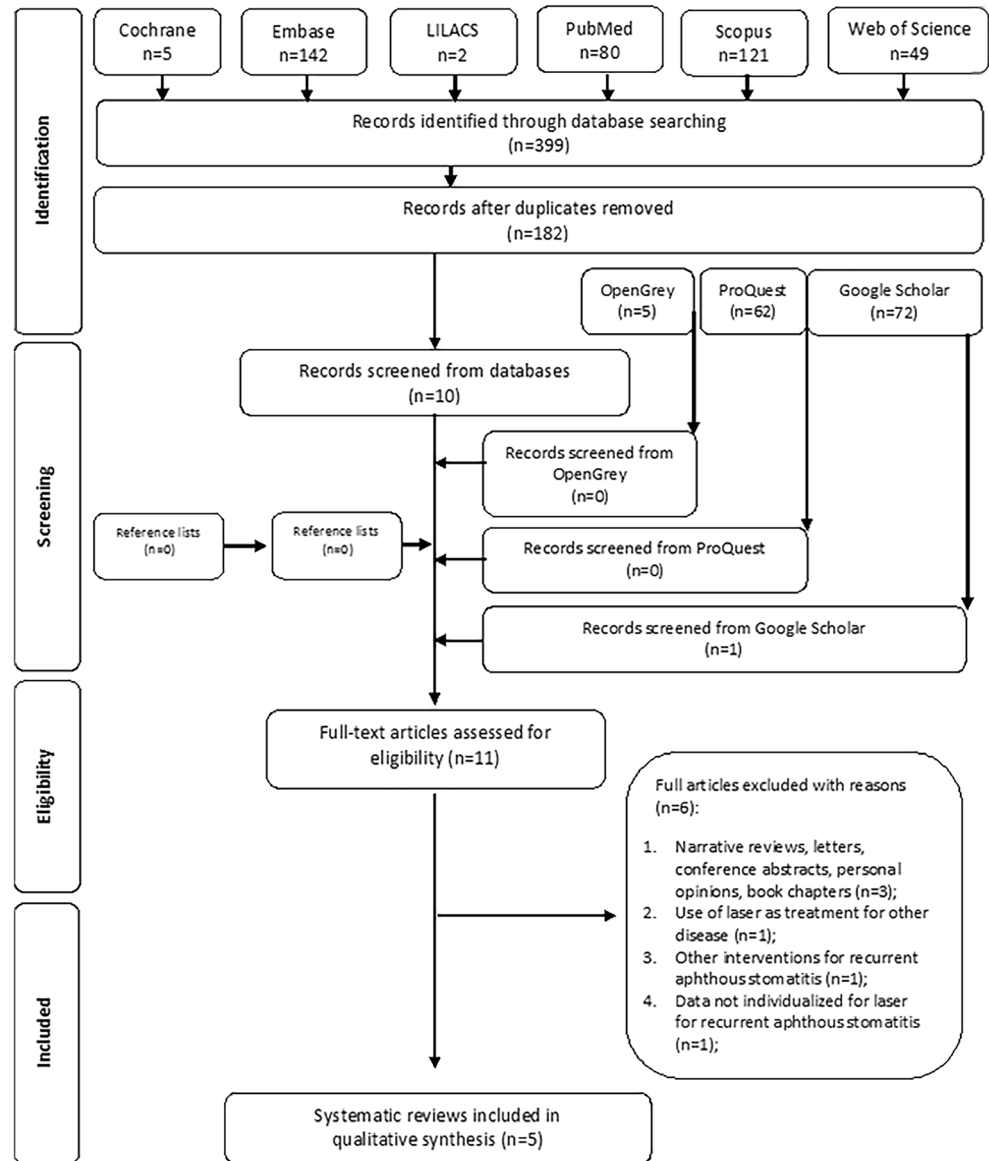 Cochrane
n=5
Embase
n=142
LILACS
n=2
PubMed
n=80
Scopus
n=121
Web of Science
n=49
Records identified through database searching
(n=399)
Records after duplicates removed
(n=182)
Identification
OpenGrey
(n=5)
ProQuest
(n=62)
Google Scholar
(n=72)
Records screened from databases
(n=10)
Records screened from
OpenGrey
(n=0)
Screening
Reference lists
(n=0)
Reference lists
(n=0)
Records screened from ProQuest
(n=0)
Records screened from Google Scholar
(n=1)
Eligibility
Full-text articles assessed for
eligibility (n=11)
Full articles excluded with reasons
(n=6):
1. Narrative reviews, letters,
conference abstracts, personal
opinions, book chapters (n=3);
2. Use of laser as treatment for other
disease (n=1);
3. Other interventions for recurrent
aphthous stomatitis (n=1);
4. Data not individualized for laser
for recurrent aphthous stomatitis
(n=1);
Included
Systematic reviews included in
qualitative synthesis (n=5)